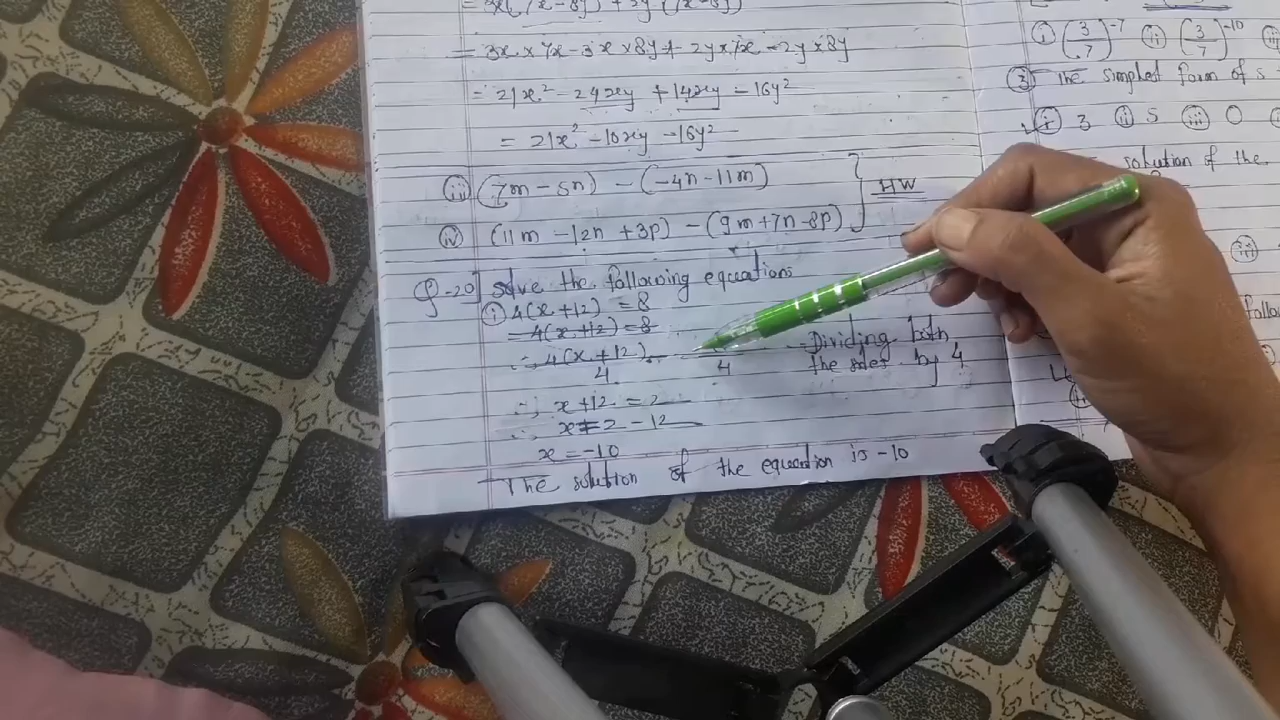 = 3x × 7x - 3x × 8y + 2y × 7x - 2y × 8y
= 21x² - 24xy + 14xy - 16y²
= 21x² - 10xy - 16y²
(iii) (7m - 5n) - (-4n - 11m)
HW
(iv) (11m - 12n + 3p) - (9m + 7n - 8p)
Q-20] solve the following equations
(i) 4(x + 12) = 8
= 4(x + 12) = 8
∴ 4(x + 12)
4
4
Dividing both
the sides by 4
∴ x + 12 = 2
∴ x = 2 - 12
x = -10
The solution of the equation is -10
(i) (3/7)⁻⁷ (ii) (3/7)⁻¹⁰
(3) The simplest form of 5
(i) 3 (ii) 5 (iii) 0
solution of the
(iii)